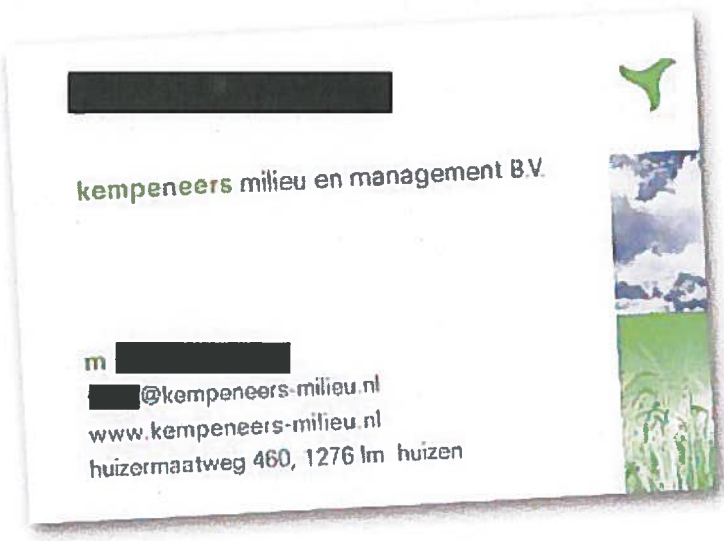 kempeneers milieu en management B.V.
m
@kempeneers-milieu.nl
www.kempeneers-milieu.nl
huizermaatweg 460, 1276 lm huizen